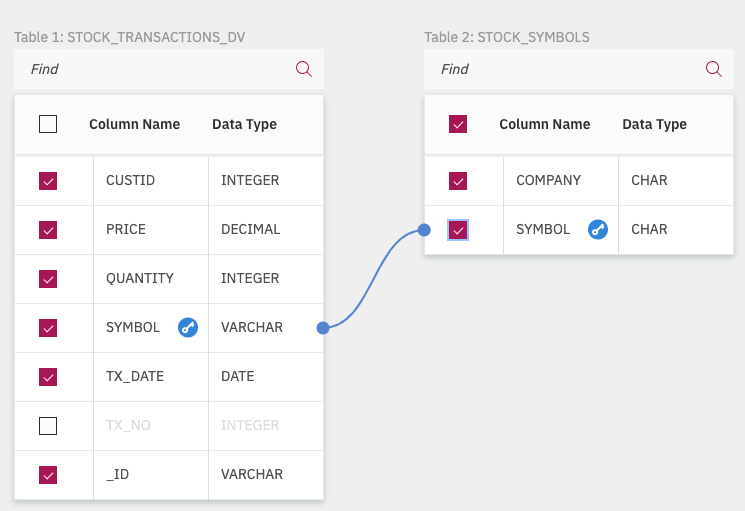 Table 1: STOCK_TRANSACTIONS_DV
Find
Column Name Data Type
CUSTID INTEGER
PRICE DECIMAL
QUANTITY INTEGER
SYMBOL VARCHAR
TX_DATE DATE
TX_NO INTEGER
_ID VARCHAR
Table 2: STOCK_SYMBOLS
Find
Column Name Data Type
COMPANY CHAR
SYMBOL CHAR